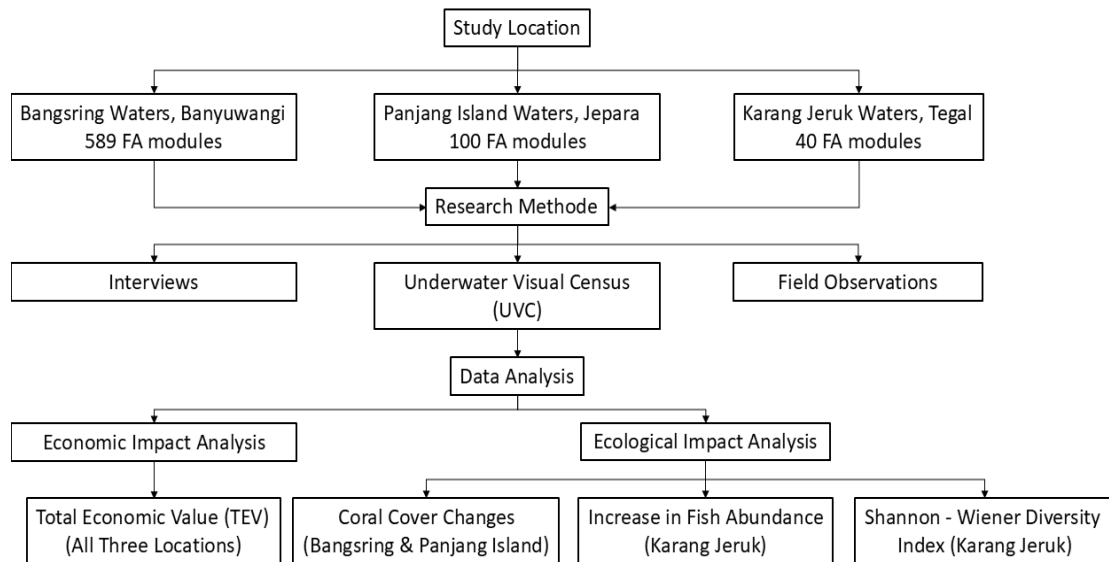 Study Location
Bangsring Waters, Banyuwangi
589 FA modules
Panjang Island Waters, Jepara
100 FA modules
Karang Jeruk Waters, Tegal
40 FA modules
Research Methode
Interviews
Underwater Visual Census
(UVC)
Field Observations
Data Analysis
Economic Impact Analysis
Ecological Impact Analysis
Total Economic Value (TEV)
(All Three Locations)
Coral Cover Changes
(Bangsring & Panjang Island)
Increase in Fish Abundance
(Karang Jeruk)
Shannon - Wiener Diversity
Index (Karang Jeruk)